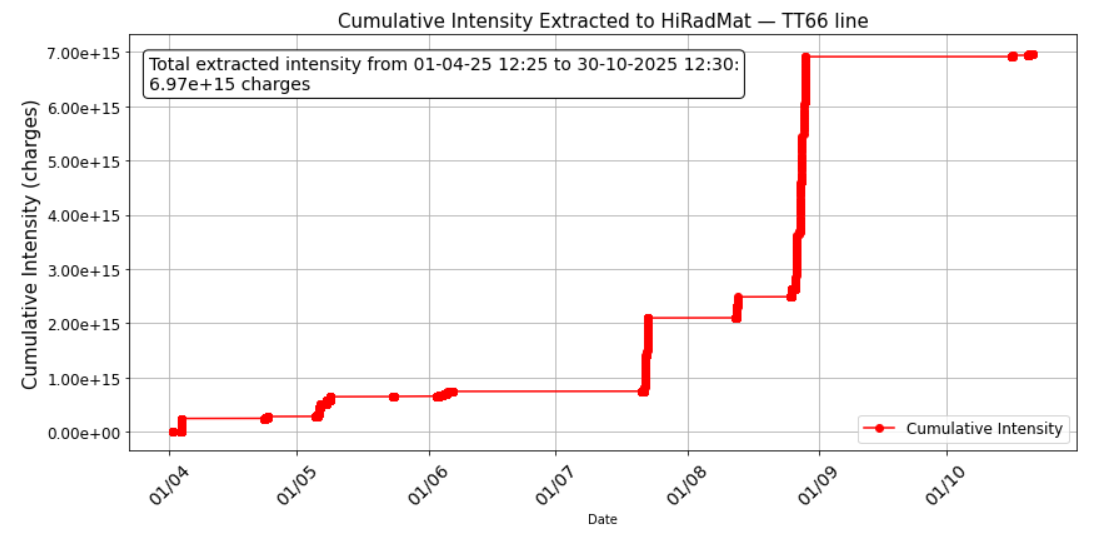 Cumulative Intensity Extracted to HiRadMat — TT66 line
Total extracted intensity from 01-04-25 12:25 to 30-10-2025 12:30:
6.97e+15 charges
Cumulative Intensity (charges)
7.00e+15
6.00e+15
5.00e+15
4.00e+15
3.00e+15
2.00e+15
1.00e+15
0.00e+00
Cumulative Intensity
01/04
01/05
01/06
01/07
01/08
01/09
01/10
Date